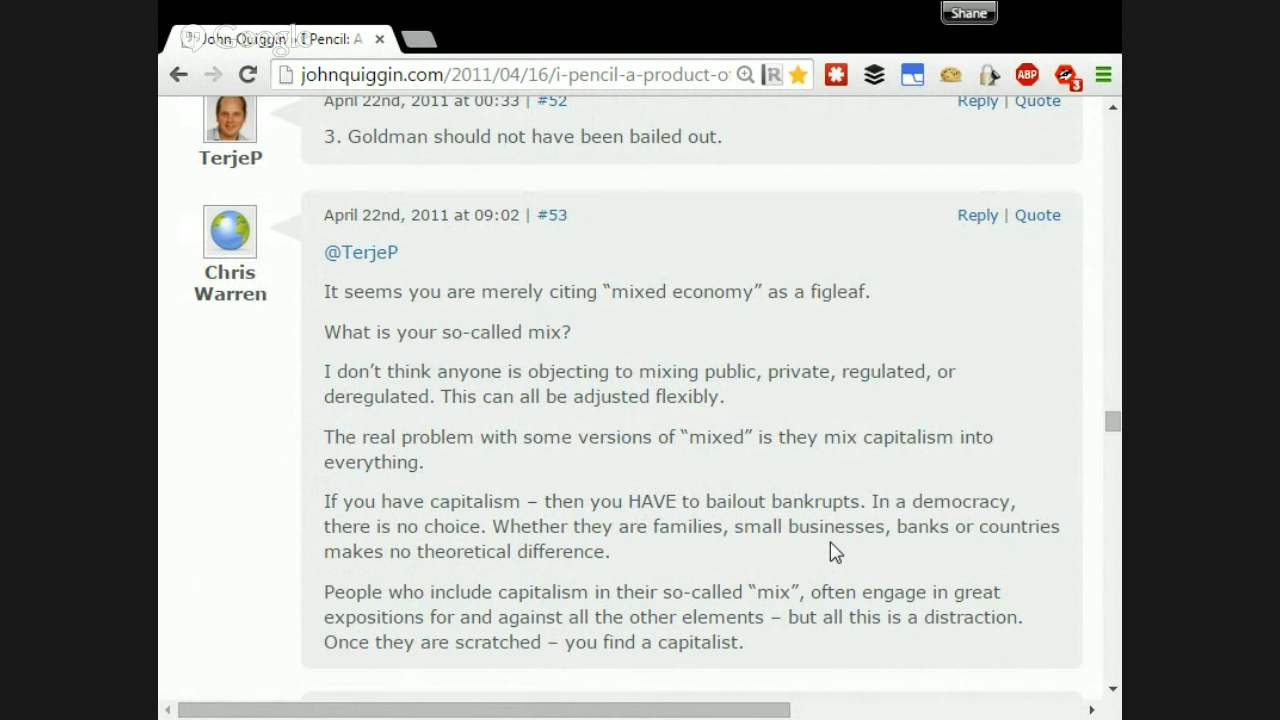 Shane
John Quiggin » I Pencil: A
Google
johnquiggin.com/2011/04/16/i-pencil-a-product-o
ABP
3
April 22nd, 2011 at 00:33 | #52
Reply | Quote
3. Goldman should not have been bailed out.
TerjeP
April 22nd, 2011 at 09:02 | #53
Reply | Quote
Chris
Warren
@TerjeP
It seems you are merely citing “mixed economy” as a figleaf.
What is your so-called mix?
I don’t think anyone is objecting to mixing public, private, regulated, or
deregulated. This can all be adjusted flexibly.
The real problem with some versions of “mixed” is they mix capitalism into
everything.
If you have capitalism – then you HAVE to bailout bankrupts. In a democracy,
there is no choice. Whether they are families, small businesses, banks or countries
makes no theoretical difference.
People who include capitalism in their so-called “mix”, often engage in great
expositions for and against all the other elements – but all this is a distraction.
Once they are scratched – you find a capitalist.